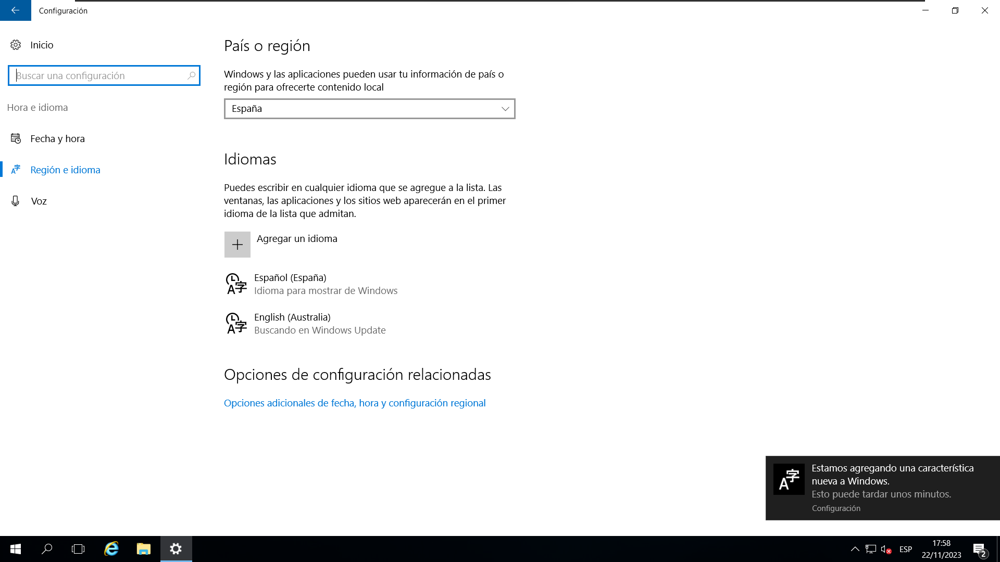 Configuración
Inicio
Buscar una configuración
Hora e idioma
Fecha y hora
Región e idioma
Voz
País o región
Windows y las aplicaciones pueden usar tu información de país o
región para ofrecerte contenido local
España
Idiomas
Puedes escribir en cualquier idioma que se agregue a la lista. Las
ventanas, las aplicaciones y los sitios web aparecerán en el primer
idioma de la lista que admitan.
Agregar un idioma
Español (España)
Idioma para mostrar de Windows
English (Australia)
Buscando en Windows Update
Opciones de configuración relacionadas
Opciones adicionales de fecha, hora y configuración regional
Estamos agregando una característica
nueva a Windows.
Esto puede tardar unos minutos.
Configuración
ESP
17:58
22/11/2023
2